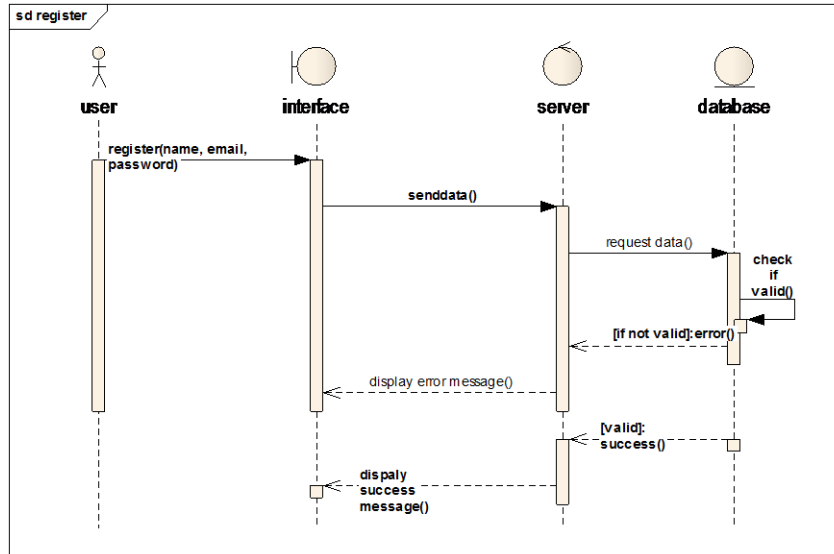 sd register
user
interface
server
database
register(name, email,
password)
senddata()
request data()
check
if
valid()
[if not valid]:error()
display error message()
[valid]:
success()
dispaly
success
message()